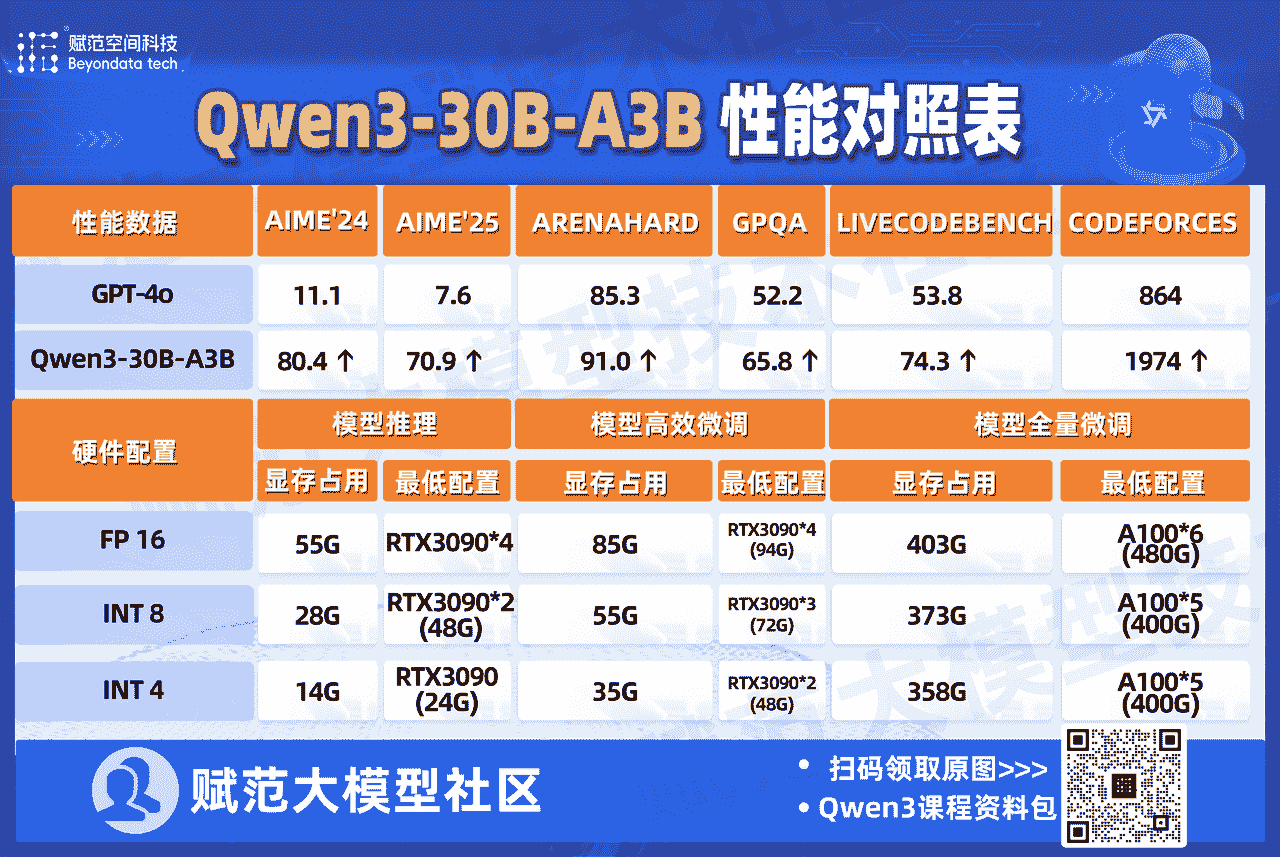 赋范空间科技
Beyondata tech
Qwen3-30B-A3B 性能对照表
性能数据 AIME'24 AIME'25 ARENAHARD GPQA LIVECODEBENCH CODEFORCES
GPT-4o 11.1 7.6 85.3 52.2 53.8 864
Qwen3-30B-A3B 80.4 ↑ 70.9 ↑ 91.0 ↑ 65.8 ↑ 74.3 ↑ 1974 ↑
硬件配置 模型推理 模型高效微调 模型全量微调
显存占用 最低配置 显存占用 最低配置 显存占用 最低配置
FP 16 55G RTX3090*4 85G RTX3090*4 (94G) 403G A100*6 (480G)
INT 8 28G RTX3090*2 (48G) 55G RTX3090*3 (72G) 373G A100*5 (400G)
INT 4 14G RTX3090 (24G) 35G RTX3090*2 (48G) 358G A100*5 (400G)
赋范大模型社区
• 扫码领取原图>>>
• Qwen3课程资料包